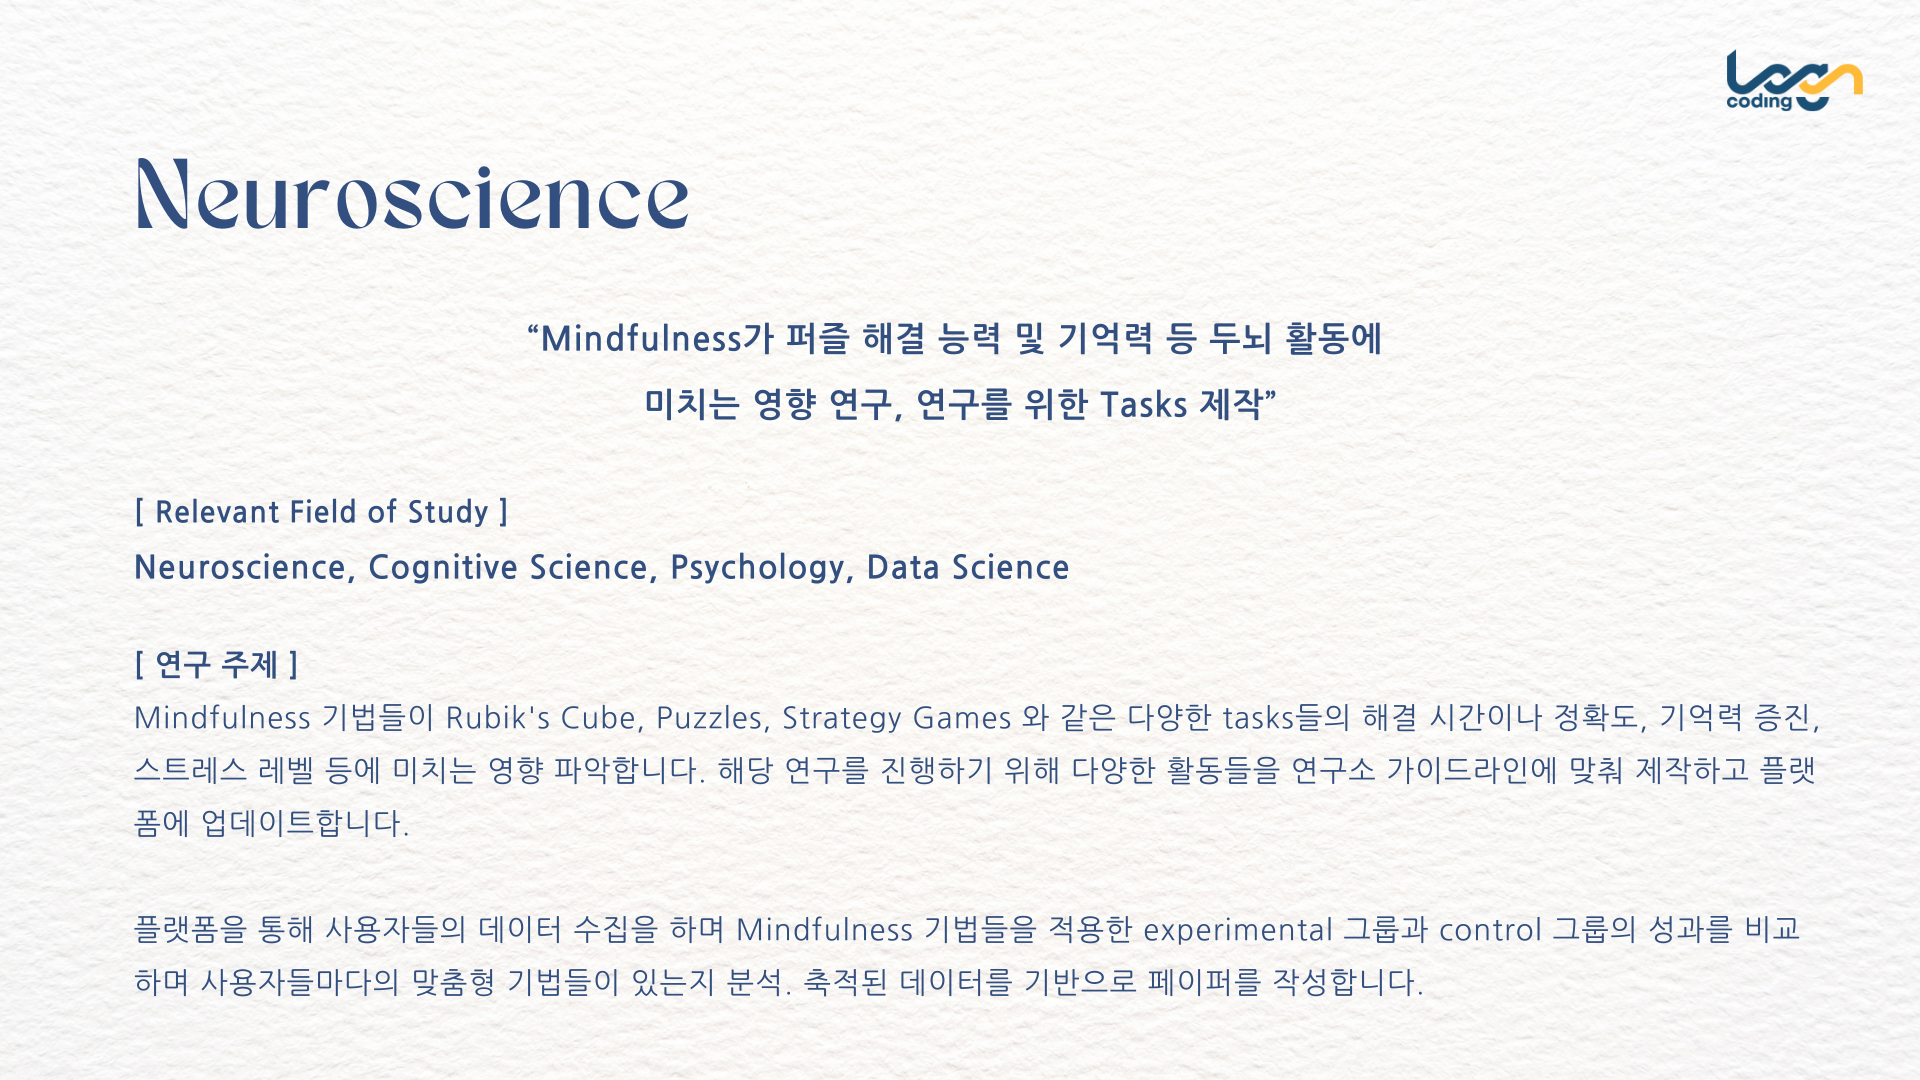 coding
Neuroscience
“Mindfulness가 퍼즐 해결 능력 및 기억력 등 두뇌 활동에
미치는 영향 연구, 연구를 위한 Tasks 제작”
[ Relevant Field of Study ]
Neuroscience, Cognitive Science, Psychology, Data Science
[ 연구 주제 ]
Mindfulness 기법들이 Rubik's Cube, Puzzles, Strategy Games 와 같은 다양한 tasks들의 해결 시간이나 정확도, 기억력 증진,
스트레스 레벨 등에 미치는 영향 파악합니다. 해당 연구를 진행하기 위해 다양한 활동들을 연구소 가이드라인에 맞춰 제작하고 플랫
폼에 업데이트합니다.
플랫폼을 통해 사용자들의 데이터 수집을 하며 Mindfulness 기법들을 적용한 experimental 그룹과 control 그룹의 성과를 비교
하며 사용자들마다의 맞춤형 기법들이 있는지 분석. 축적된 데이터를 기반으로 페이퍼를 작성합니다.